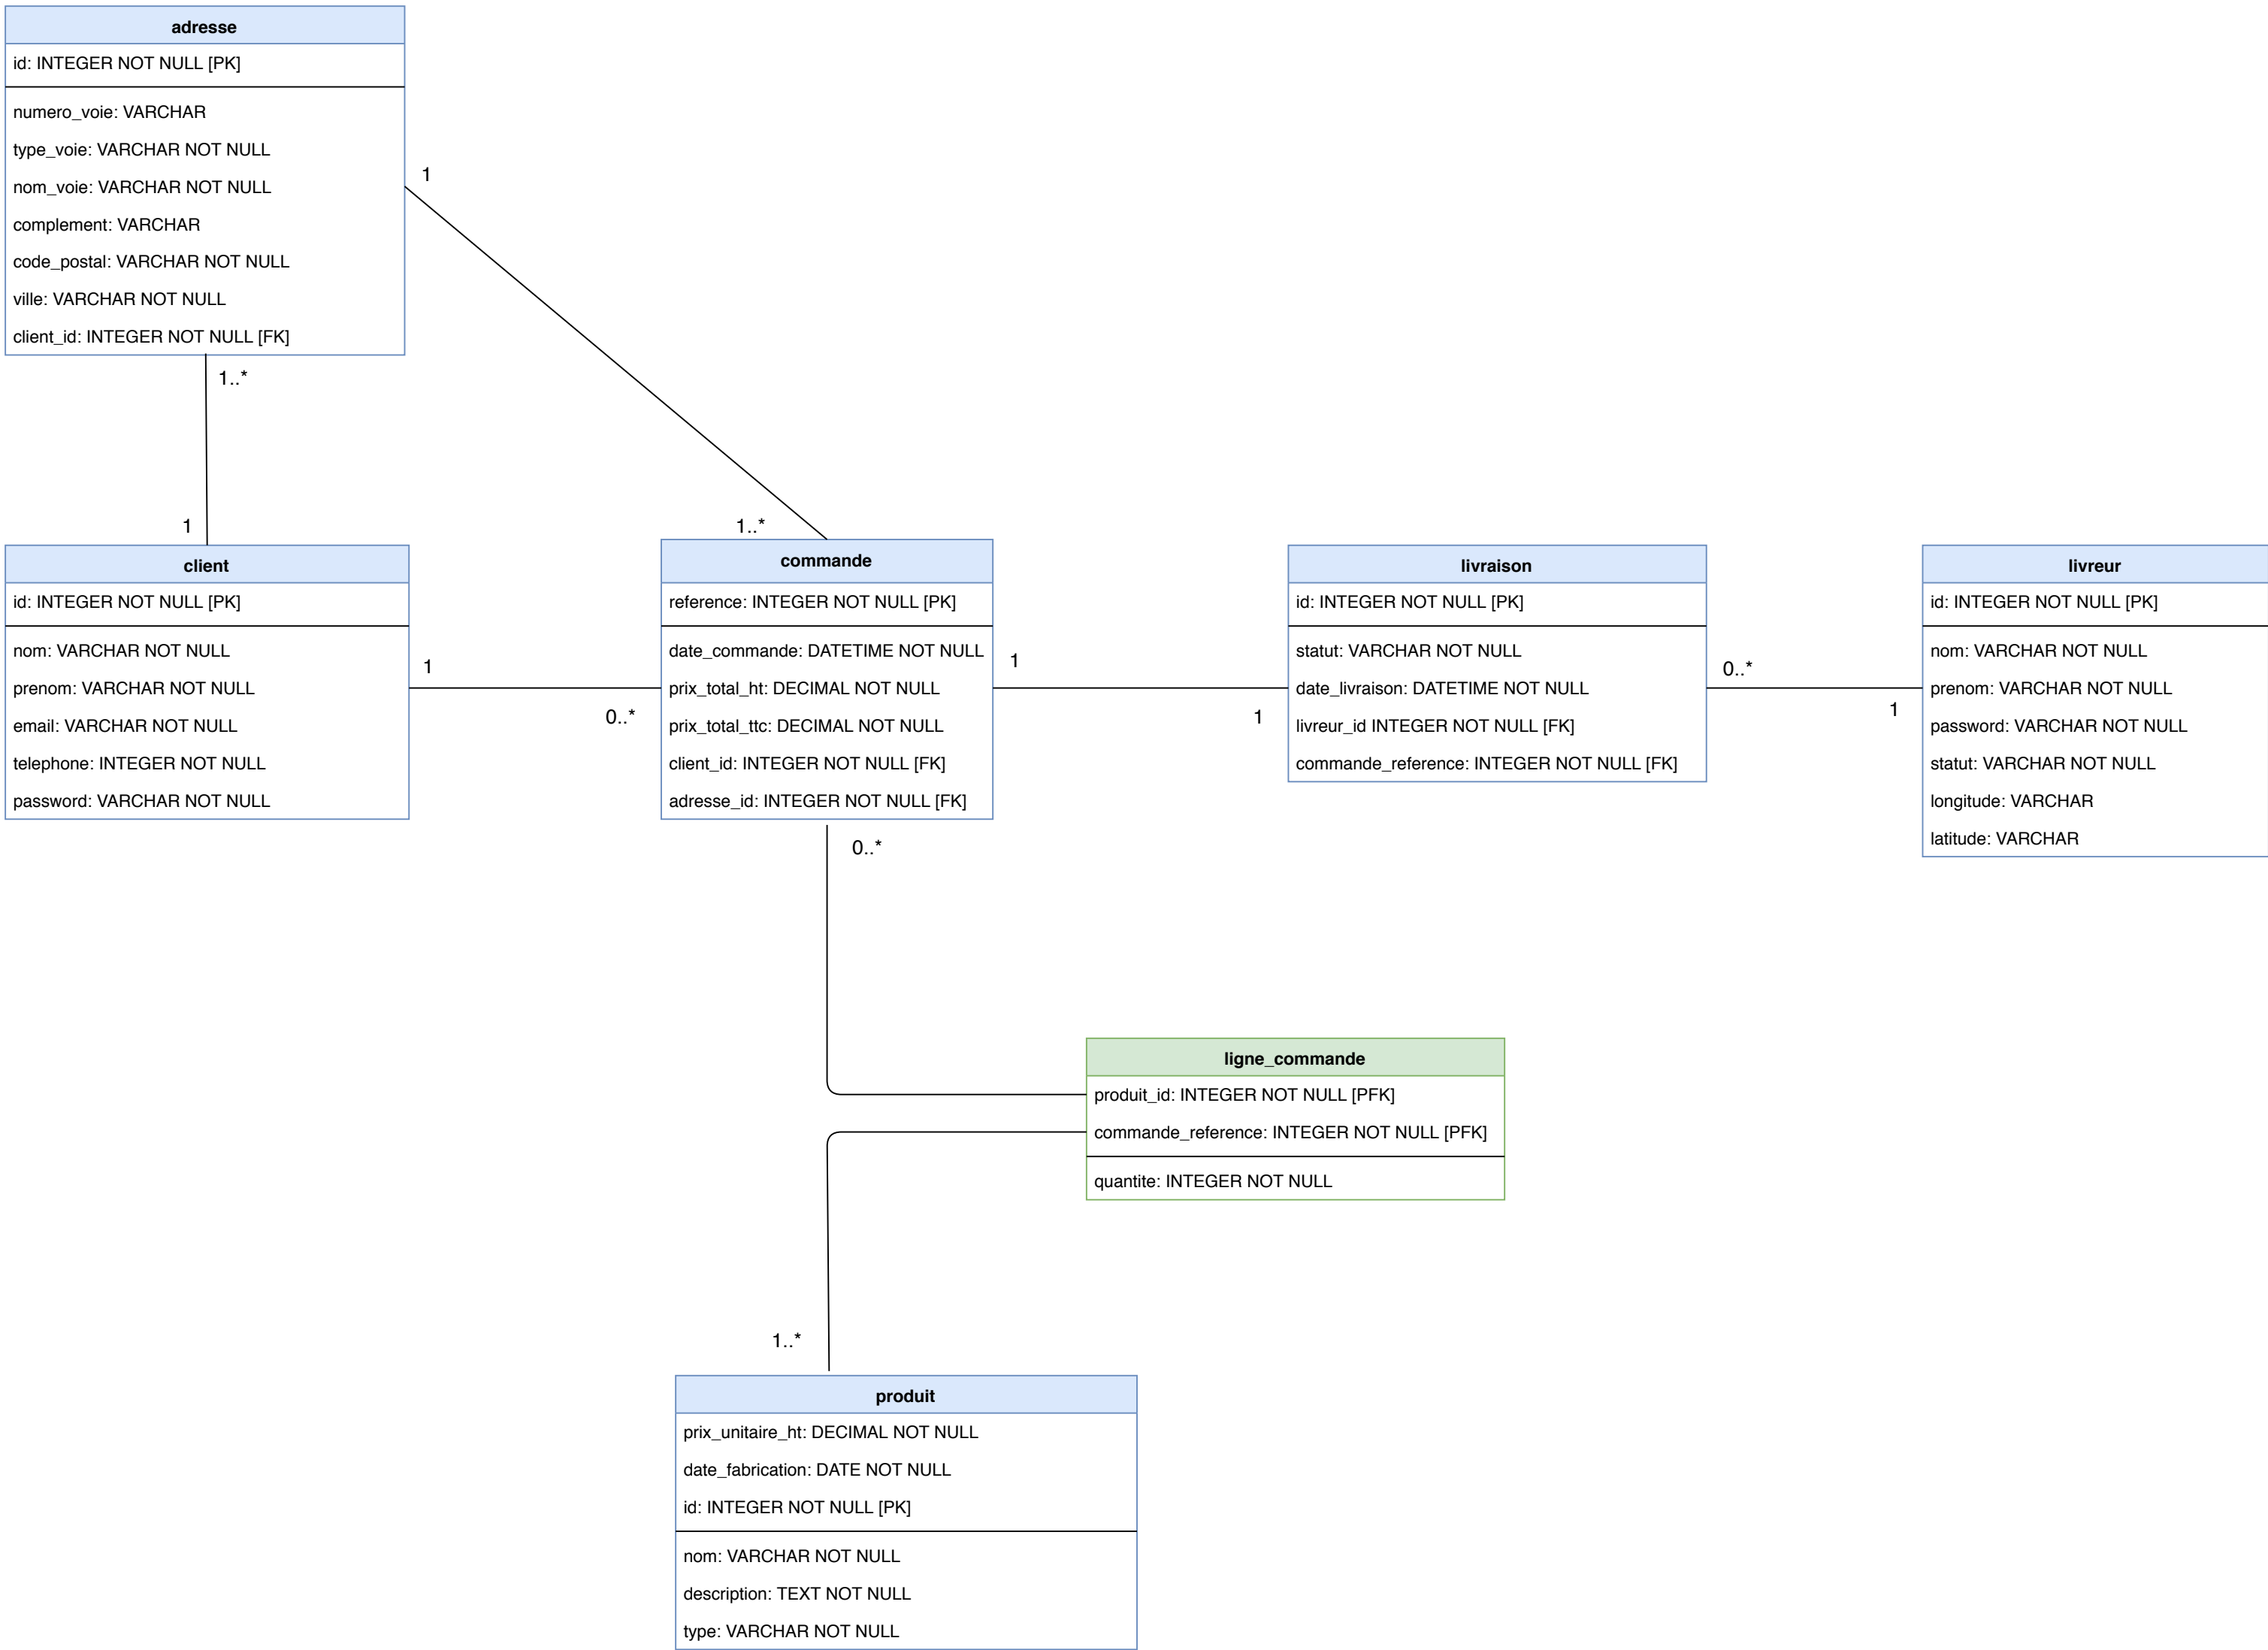 adresse
id: INTEGER NOT NULL [PK]
numero_voie: VARCHAR
type_voie: VARCHAR NOT NULL
nom_voie: VARCHAR NOT NULL
complement: VARCHAR
code_postal: VARCHAR NOT NULL
ville: VARCHAR NOT NULL
client_id: INTEGER NOT NULL [FK]
1
1..*
1
1..*
client
id: INTEGER NOT NULL [PK]
nom: VARCHAR NOT NULL
prenom: VARCHAR NOT NULL
email: VARCHAR NOT NULL
telephone: INTEGER NOT NULL
password: VARCHAR NOT NULL
1
0..*
commande
reference: INTEGER NOT NULL [PK]
date_commande: DATETIME NOT NULL
prix_total_ht: DECIMAL NOT NULL
prix_total_ttc: DECIMAL NOT NULL
client_id: INTEGER NOT NULL [FK]
adresse_id: INTEGER NOT NULL [FK]
1
1
livraison
id: INTEGER NOT NULL [PK]
statut: VARCHAR NOT NULL
date_livraison: DATETIME NOT NULL
livreur_id INTEGER NOT NULL [FK]
commande_reference: INTEGER NOT NULL [FK]
0..*
1
livreur
id: INTEGER NOT NULL [PK]
nom: VARCHAR NOT NULL
prenom: VARCHAR NOT NULL
password: VARCHAR NOT NULL
statut: VARCHAR NOT NULL
longitude: VARCHAR
latitude: VARCHAR
0..*
ligne_commande
produit_id: INTEGER NOT NULL [PFK]
commande_reference: INTEGER NOT NULL [PFK]
quantite: INTEGER NOT NULL
1..*
produit
prix_unitaire_ht: DECIMAL NOT NULL
date_fabrication: DATE NOT NULL
id: INTEGER NOT NULL [PK]
nom: VARCHAR NOT NULL
description: TEXT NOT NULL
type: VARCHAR NOT NULL